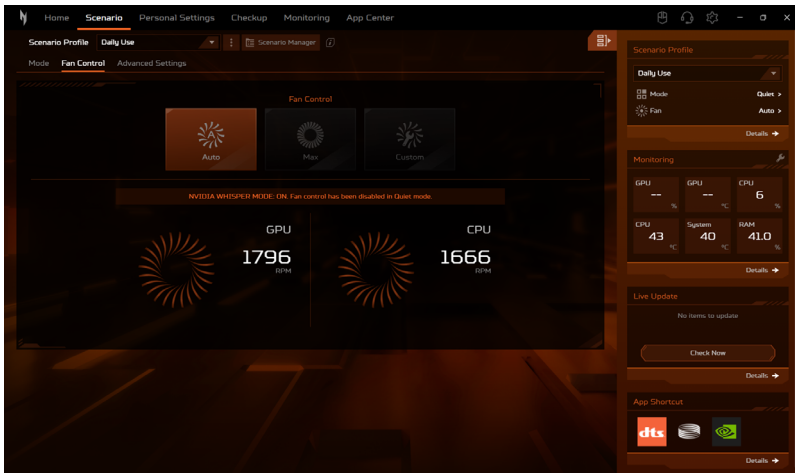 Home Scenario Personal Settings Checkup Monitoring App Center
Scenario Profile Daily Use Scenario Manager
Mode Fan Control Advanced Settings
Fan Control
Auto Max Custom
NVIDIA WHISPER MODE: ON. Fan control has been disabled in Quiet mode.
GPU
1796
RPM
CPU
1666
RPM
Scenario Profile
Daily Use
Mode Quiet >
Fan Auto >
Details →
Monitoring
GPU GPU CPU
-- -- 6
% °C %
CPU System RAM
43 40 41.0
°C °C %
Details →
Live Update
No items to update
Check Now
Details →
App Shortcut
dts
Details →